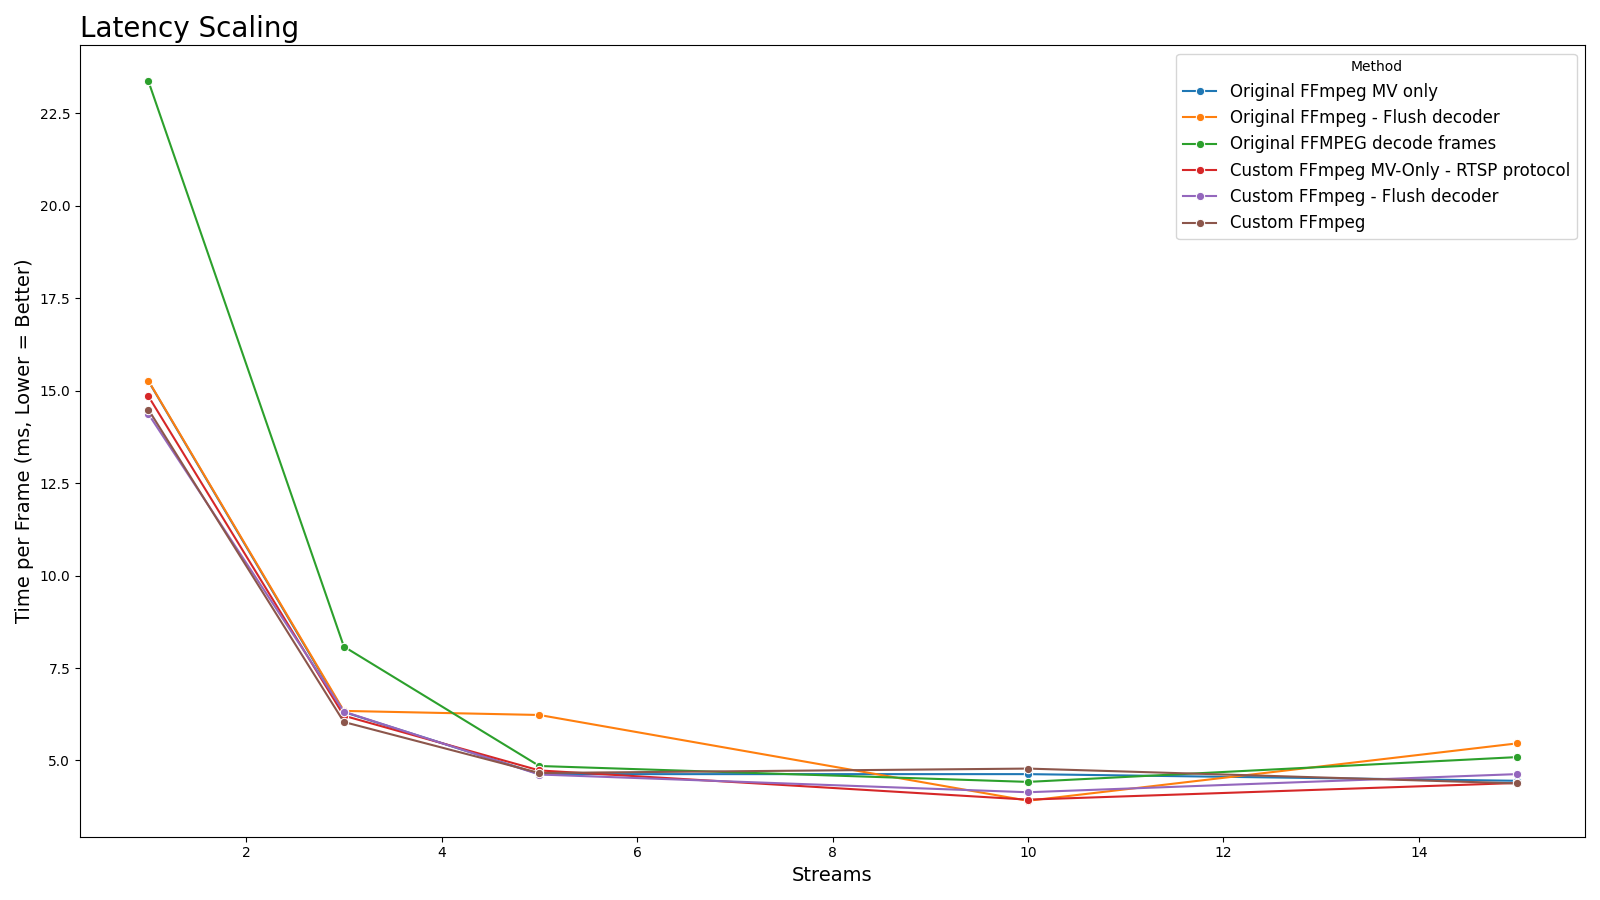 Latency Scaling
Method
Original FFmpeg MV only
Original FFmpeg - Flush decoder
Original FFMPEG decode frames
Custom FFmpeg MV-Only - RTSP protocol
Custom FFmpeg - Flush decoder
Custom FFmpeg
Time per Frame (ms, Lower = Better)
22.5
20.0
17.5
15.0
12.5
10.0
7.5
5.0
2 4 6 8 10 12 14
Streams